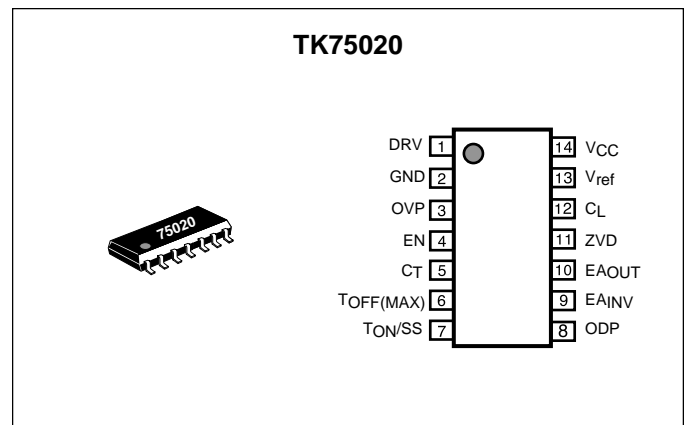 TK75020
75020
DRV 1
GND 2
OVP 3
EN 4
CT 5
TOFF(MAX) 6
TON/SS 7
14 VCC
13 Vref
12 CL
11 ZVD
10 EAOUT
9 EAINV
8 ODP